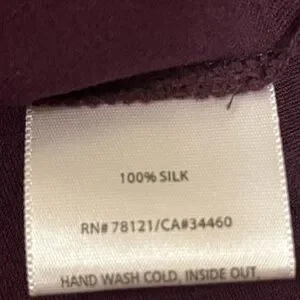 100% SILK
RN# 78121/CA#34460
HAND WASH COLD, INSIDE OUT.